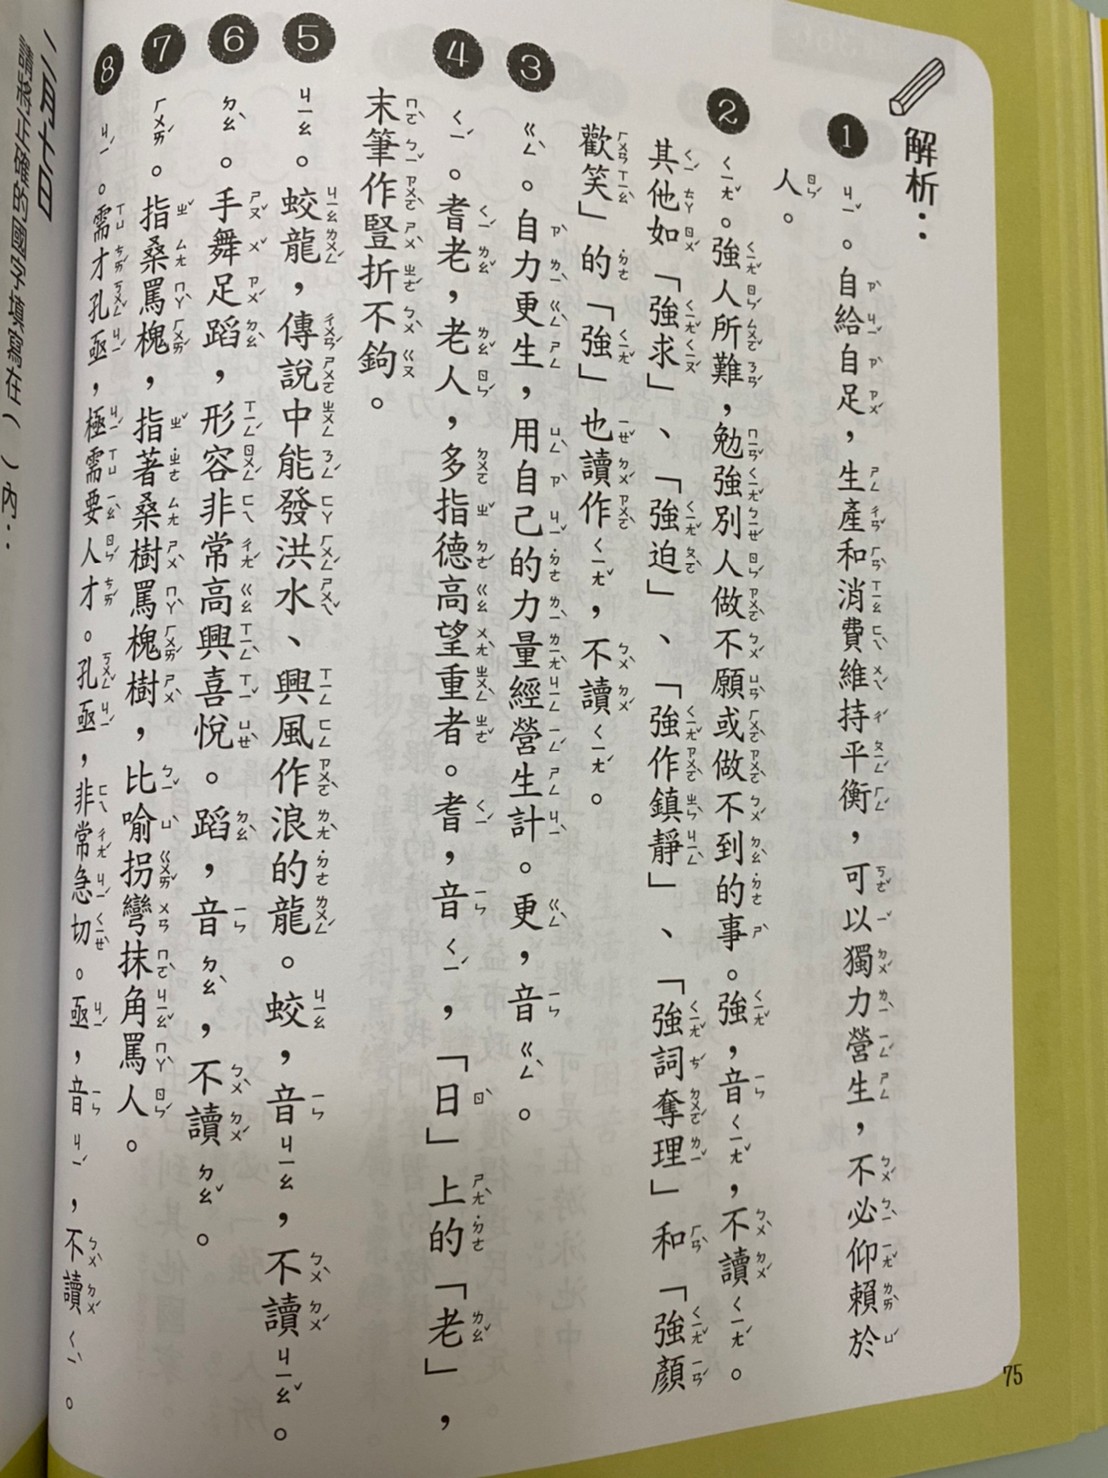 解析：
1 ㄐㄧˇ。自給自足，生產和消費維持平衡，可以獨力營生，不必仰賴於
人。
2 ㄑㄧㄤˇ。強人所難，勉強別人做不願或做不到的事。強，音ㄑㄧㄤˇ，不讀ㄑㄧㄤˊ。
其他如「強求」、「強迫」、「強作鎮靜」、「強詞奪理」和「強顏
歡笑」的「強」也讀作ㄑㄧㄤˇ，不讀ㄑㄧㄤˊ。
3 ㄍㄥ。自力更生，用自己的力量經營生計。更，音ㄍㄥ。
4 ㄑㄧˊ。耆老，老人，多指德高望重者。耆，音ㄑㄧˊ，「日」上的「老」，
末筆作豎折不鉤。
5 ㄐㄧㄠ。蛟龍，傳說中能發洪水、興風作浪的龍。蛟，音ㄐㄧㄠ，不讀ㄐㄧㄠˇ。
6 ㄉㄠˋ。手舞足蹈，形容非常高興喜悅。蹈，音ㄉㄠˋ，不讀ㄉㄠˇ。
7 ㄏㄨㄞˊ。指桑罵槐，指著桑樹罵槐樹，比喻拐彎抹角罵人。
8 ㄐㄧˊ。需才孔亟，極需要人才。孔亟，非常急切。亟，音ㄐㄧˊ，不讀ㄑㄧˋ。
75
請將正確的國字填寫在（ ）內：